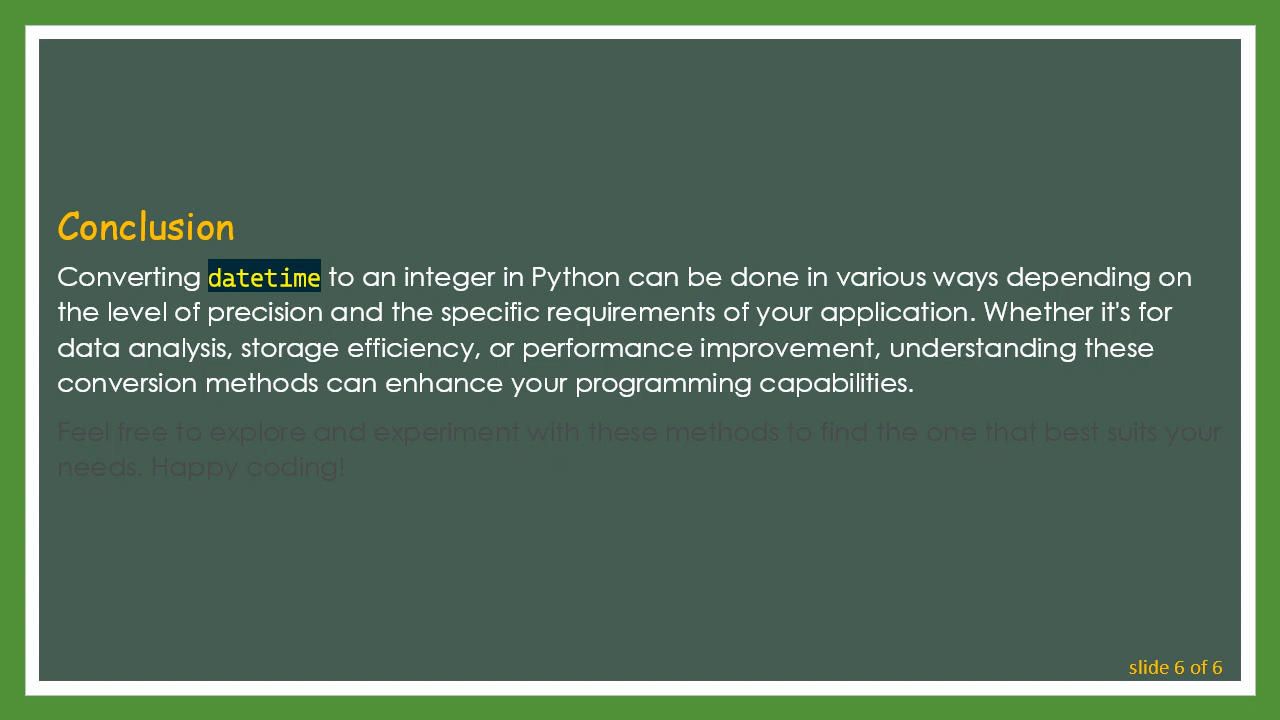 Conclusion
Converting datetime to an integer in Python can be done in various ways depending on
the level of precision and the specific requirements of your application. Whether it's for
data analysis, storage efficiency, or performance improvement, understanding these
conversion methods can enhance your programming capabilities.
Feel free to explore and experiment with these methods to find the one that best suits your
needs. Happy coding!
slide 6 of 6